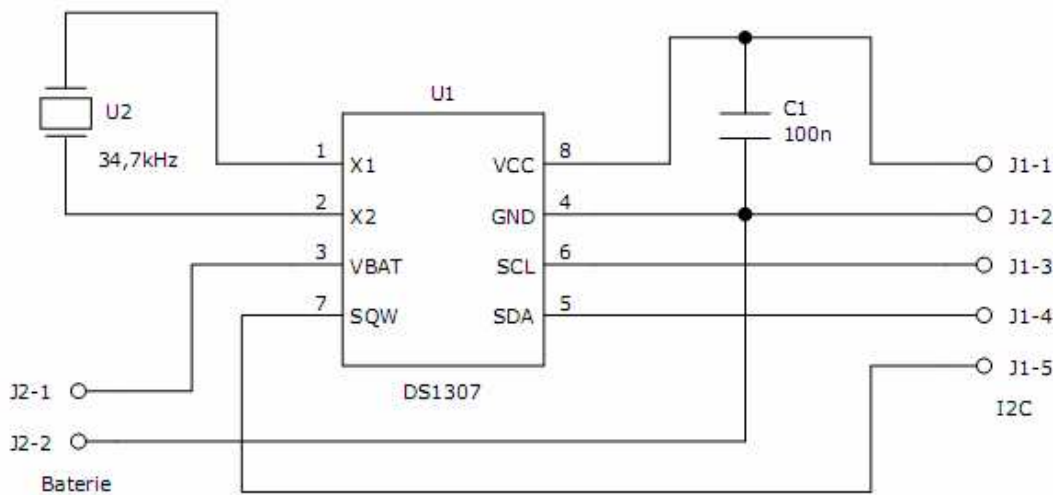 U1
U2
34,7kHz
C1
100n
1
X1
VCC
8
J1-1
2
X2
GND
4
J1-2
3
VBAT
SCL
6
J1-3
7
SQW
SDA
5
J1-4
J1-5
I2C
DS1307
J2-1
J2-2
Baterie